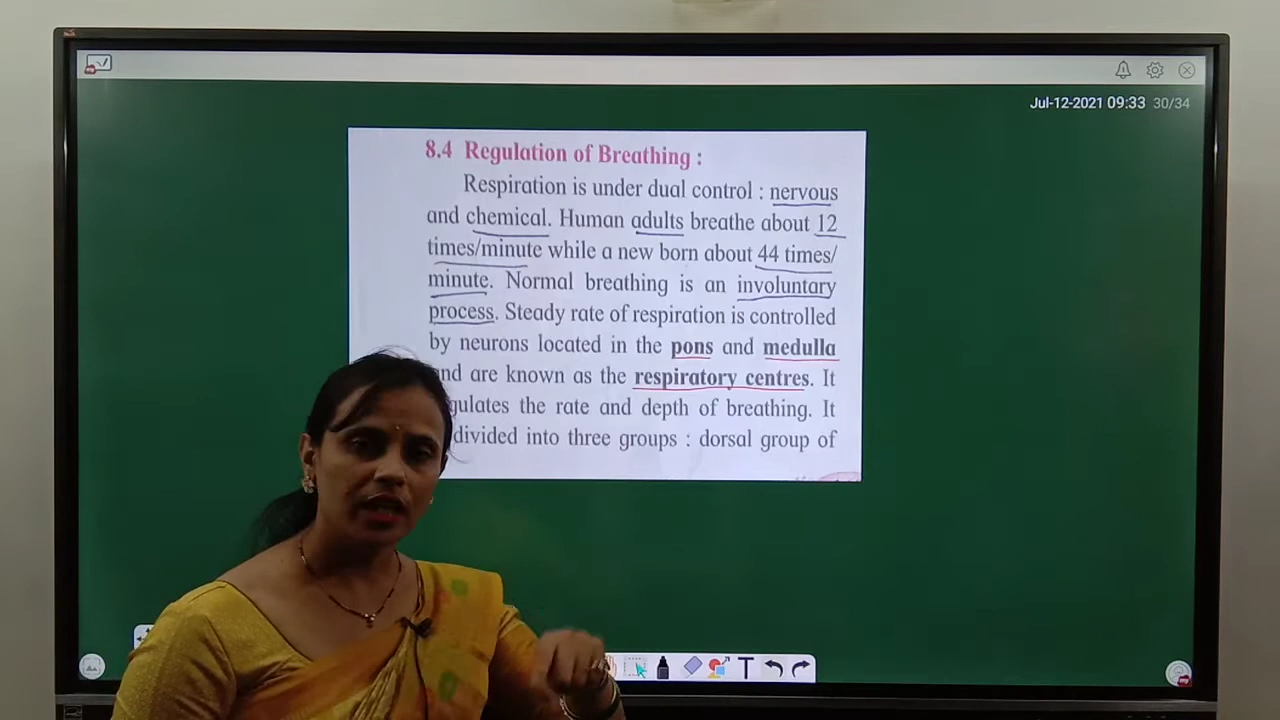 Jul-12-2021 09:33 30/34
8.4 Regulation of Breathing :
Respiration is under dual control : nervous
and chemical. Human adults breathe about 12
times/minute while a new born about 44 times/
minute. Normal breathing is an involuntary
process. Steady rate of respiration is controlled
by neurons located in the pons and medulla
and are known as the respiratory centres. It
the rate and depth of breathing. It
divided into three groups : dorsal group of
T